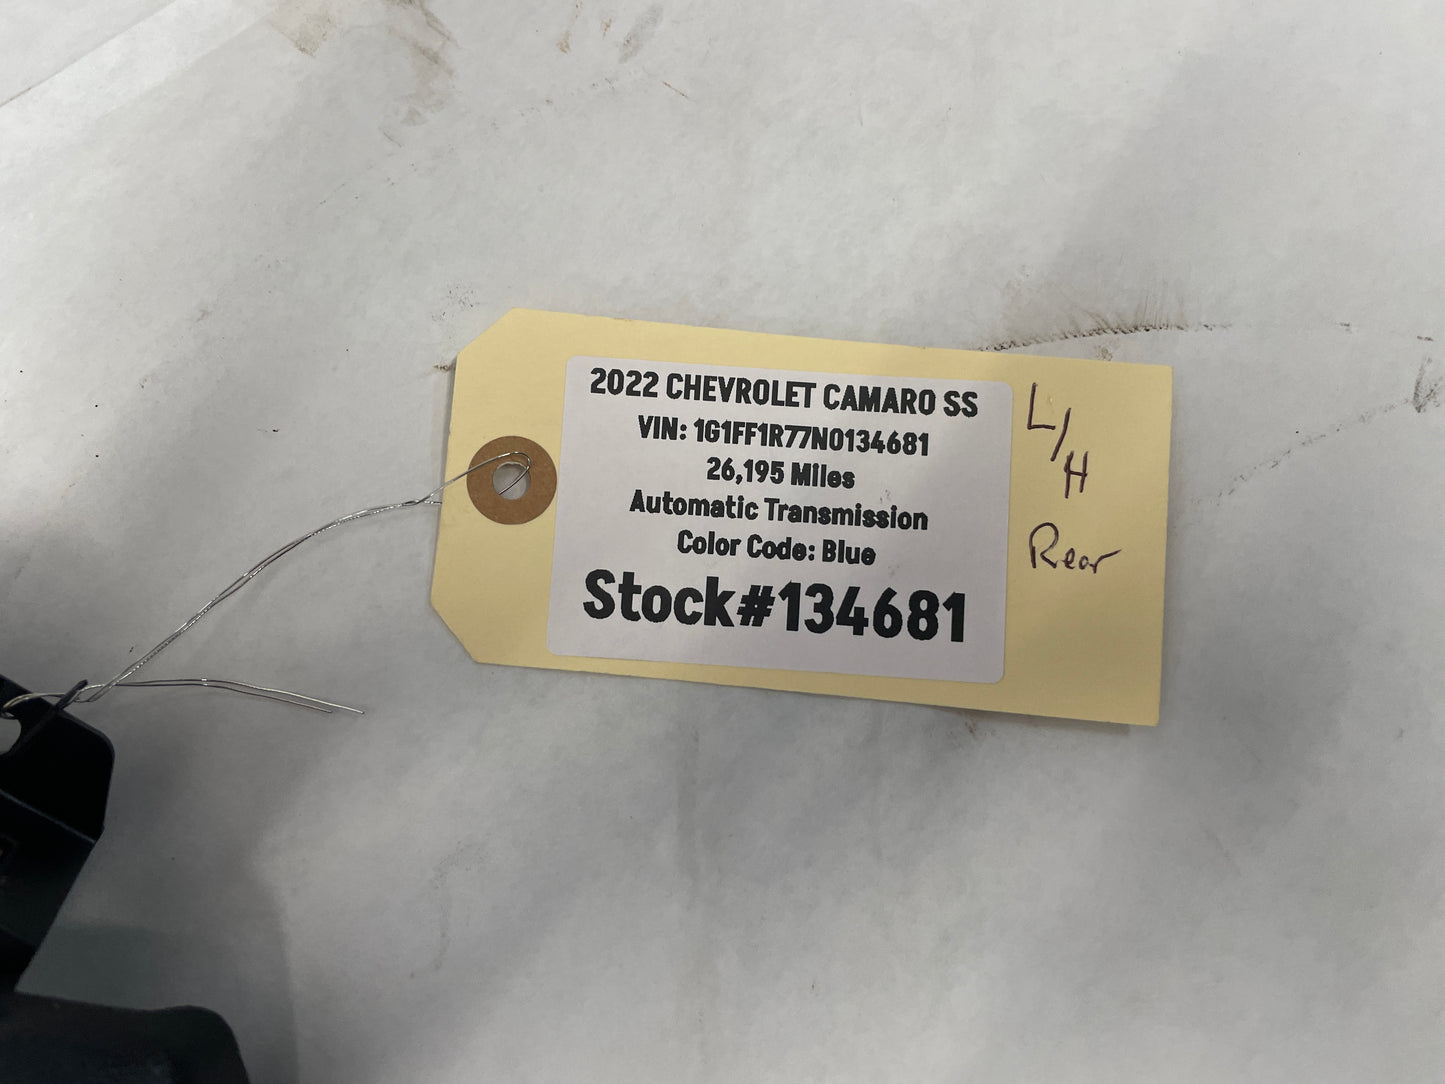 2022 CHEVROLET CAMARO SS
VIN: 1G1FF1R77N0134681
26,195 Miles
Automatic Transmission
Color Code: Blue
Stock#134681
L/H
Rear